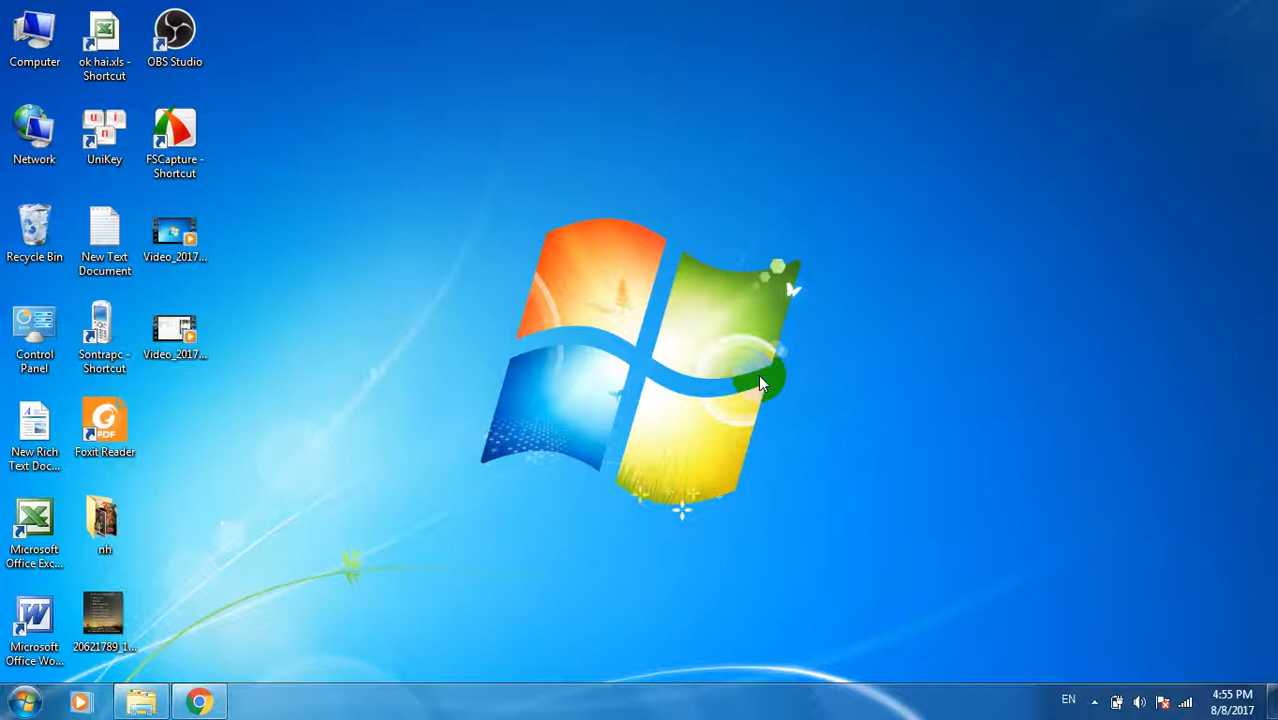 Computer
ok hai.xls -
Shortcut
OBS Studio
Network
u
n
i
UniKey
FSCapture -
Shortcut
Recycle Bin
New Text
Document
Video_2017...
Control
Panel
Sontrapc -
Shortcut
Video_2017...
New Rich
Text Doc...
PDF
Foxit Reader
Microsoft
Office Exc...
nh
W
Microsoft
Office Wo...
20621789_1...
EN
4:55 PM
8/8/2017